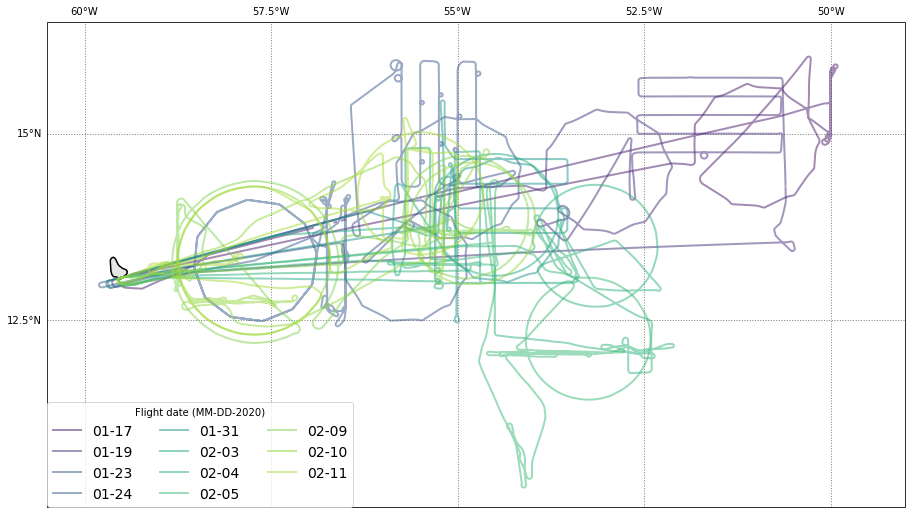 60°W 57.5°W 55°W 52.5°W 50°W
15°N
12.5°N
Flight date (MM-DD-2020)
01-17 01-31 02-09
01-19 02-03 02-10
01-23 02-04 02-11
01-24 02-05